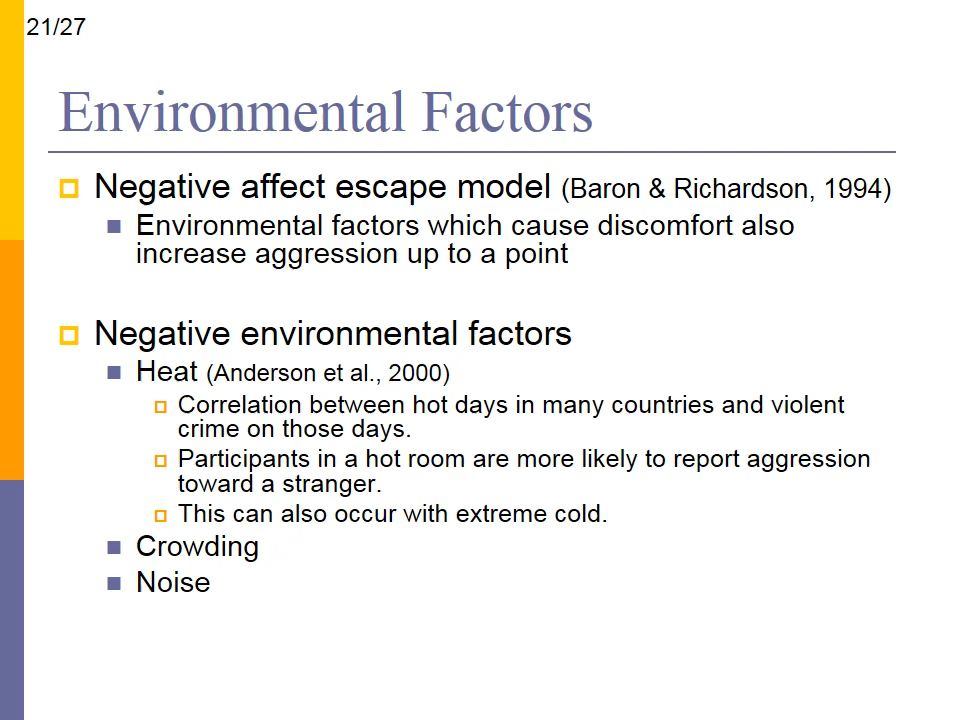 21/27
Environmental Factors
Negative affect escape model (Baron & Richardson, 1994)
Environmental factors which cause discomfort also
increase aggression up to a point
Negative environmental factors
Heat (Anderson et al., 2000)
Correlation between hot days in many countries and violent
crime on those days.
Participants in a hot room are more likely to report aggression
toward a stranger.
This can also occur with extreme cold.
Crowding
Noise